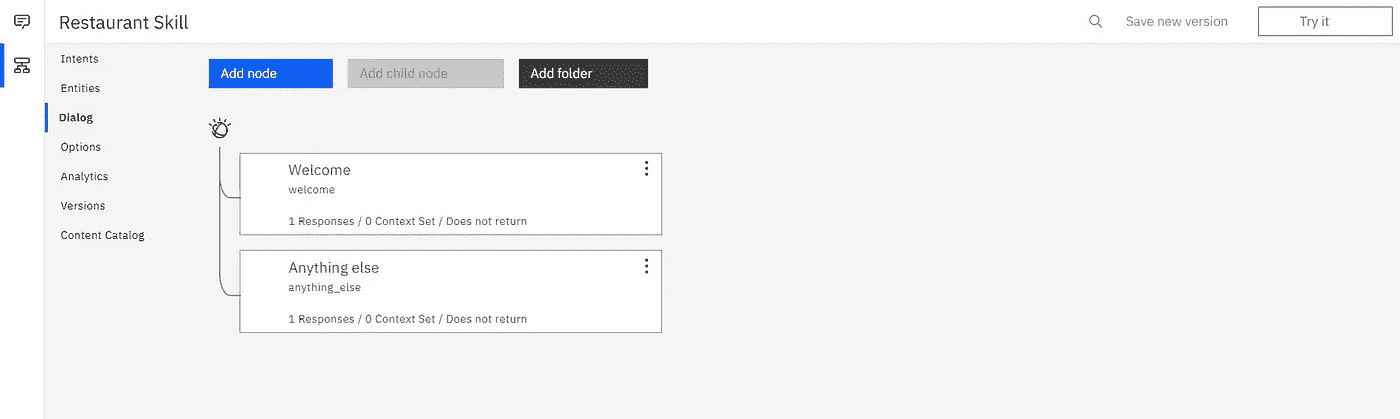 Restaurant Skill
Save new version
Try it
Intents
Entities
Dialog
Options
Analytics
Versions
Content Catalog
Add node
Add child node
Add folder
Welcome
welcome
1 Responses / 0 Context Set / Does not return
Anything else
anything_else
1 Responses / 0 Context Set / Does not return